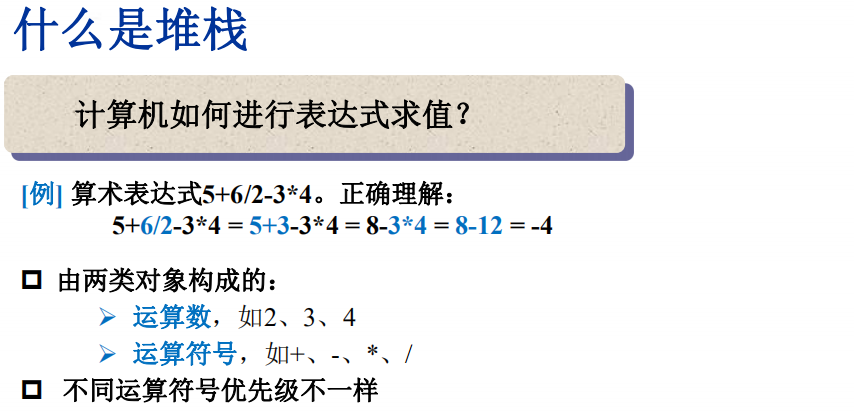 什么是堆栈
计算机如何进行表达式求值？
[例] 算术表达式5+6/2-3*4。正确理解：
5+6/2-3*4 = 5+3-3*4 = 8-3*4 = 8-12 = -4
由两类对象构成的：
运算数，如2、3、4
运算符号，如+、-、*、/
不同运算符号优先级不一样